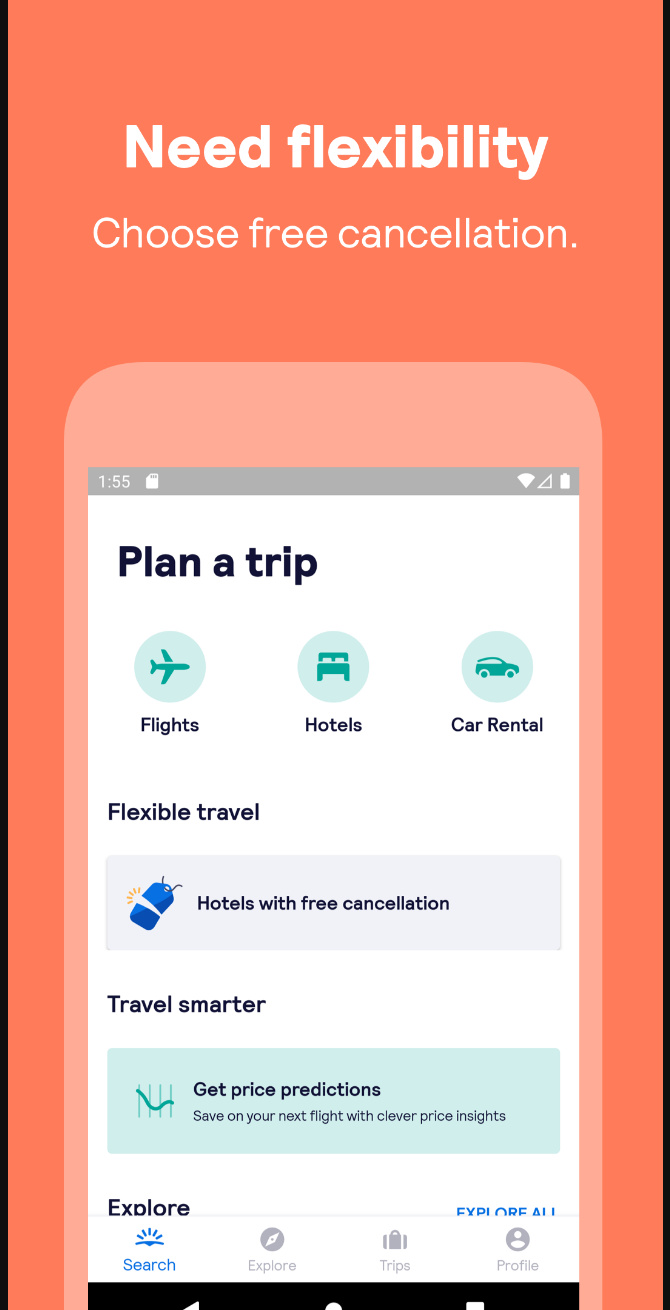 Need flexibility
Choose free cancellation.
1:55
Plan a trip
Flights
Hotels
Car Rental
Flexible travel
Hotels with free cancellation
Travel smarter
Get price predictions
Save on your next flight with clever price insights
Explore
EXPLORE ALL
Search
Explore
Trips
Profile